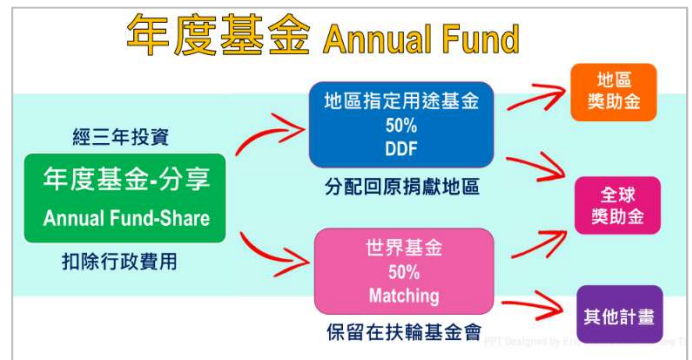 年度基金 Annual Fund
經三年投資
年度基金-分享
Annual Fund-Share
扣除行政費用
地區指定用途基金
50%
DDF
分配回原捐獻地區
世界基金
50%
Matching
保留在扶輪基金會
地區
獎助金
全球
獎助金
其他計畫
PPT Designed by